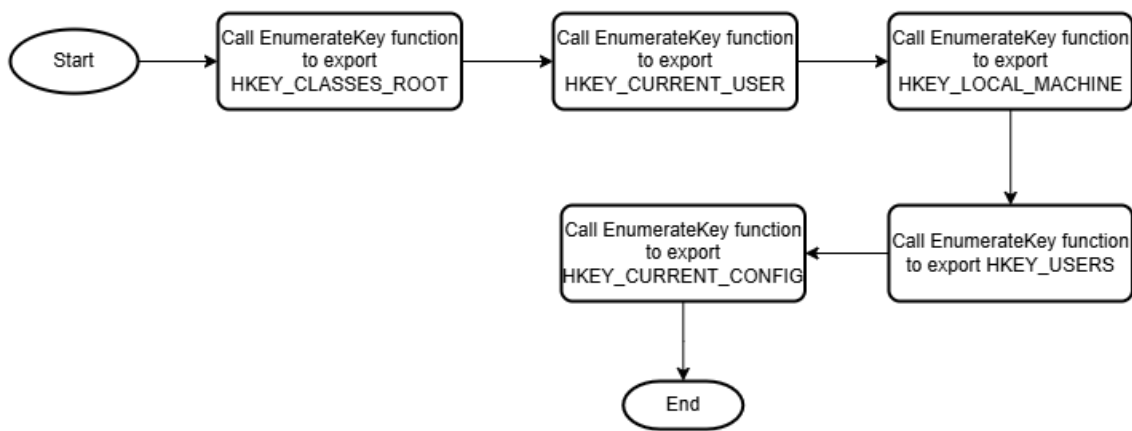 Start
Call EnumerateKey function
to export
HKEY_CLASSES_ROOT
Call EnumerateKey function
to export
HKEY_CURRENT_USER
Call EnumerateKey function
to export
HKEY_LOCAL_MACHINE
Call EnumerateKey function
to export HKEY_USERS
Call EnumerateKey function
to export
HKEY_CURRENT_CONFIG
End